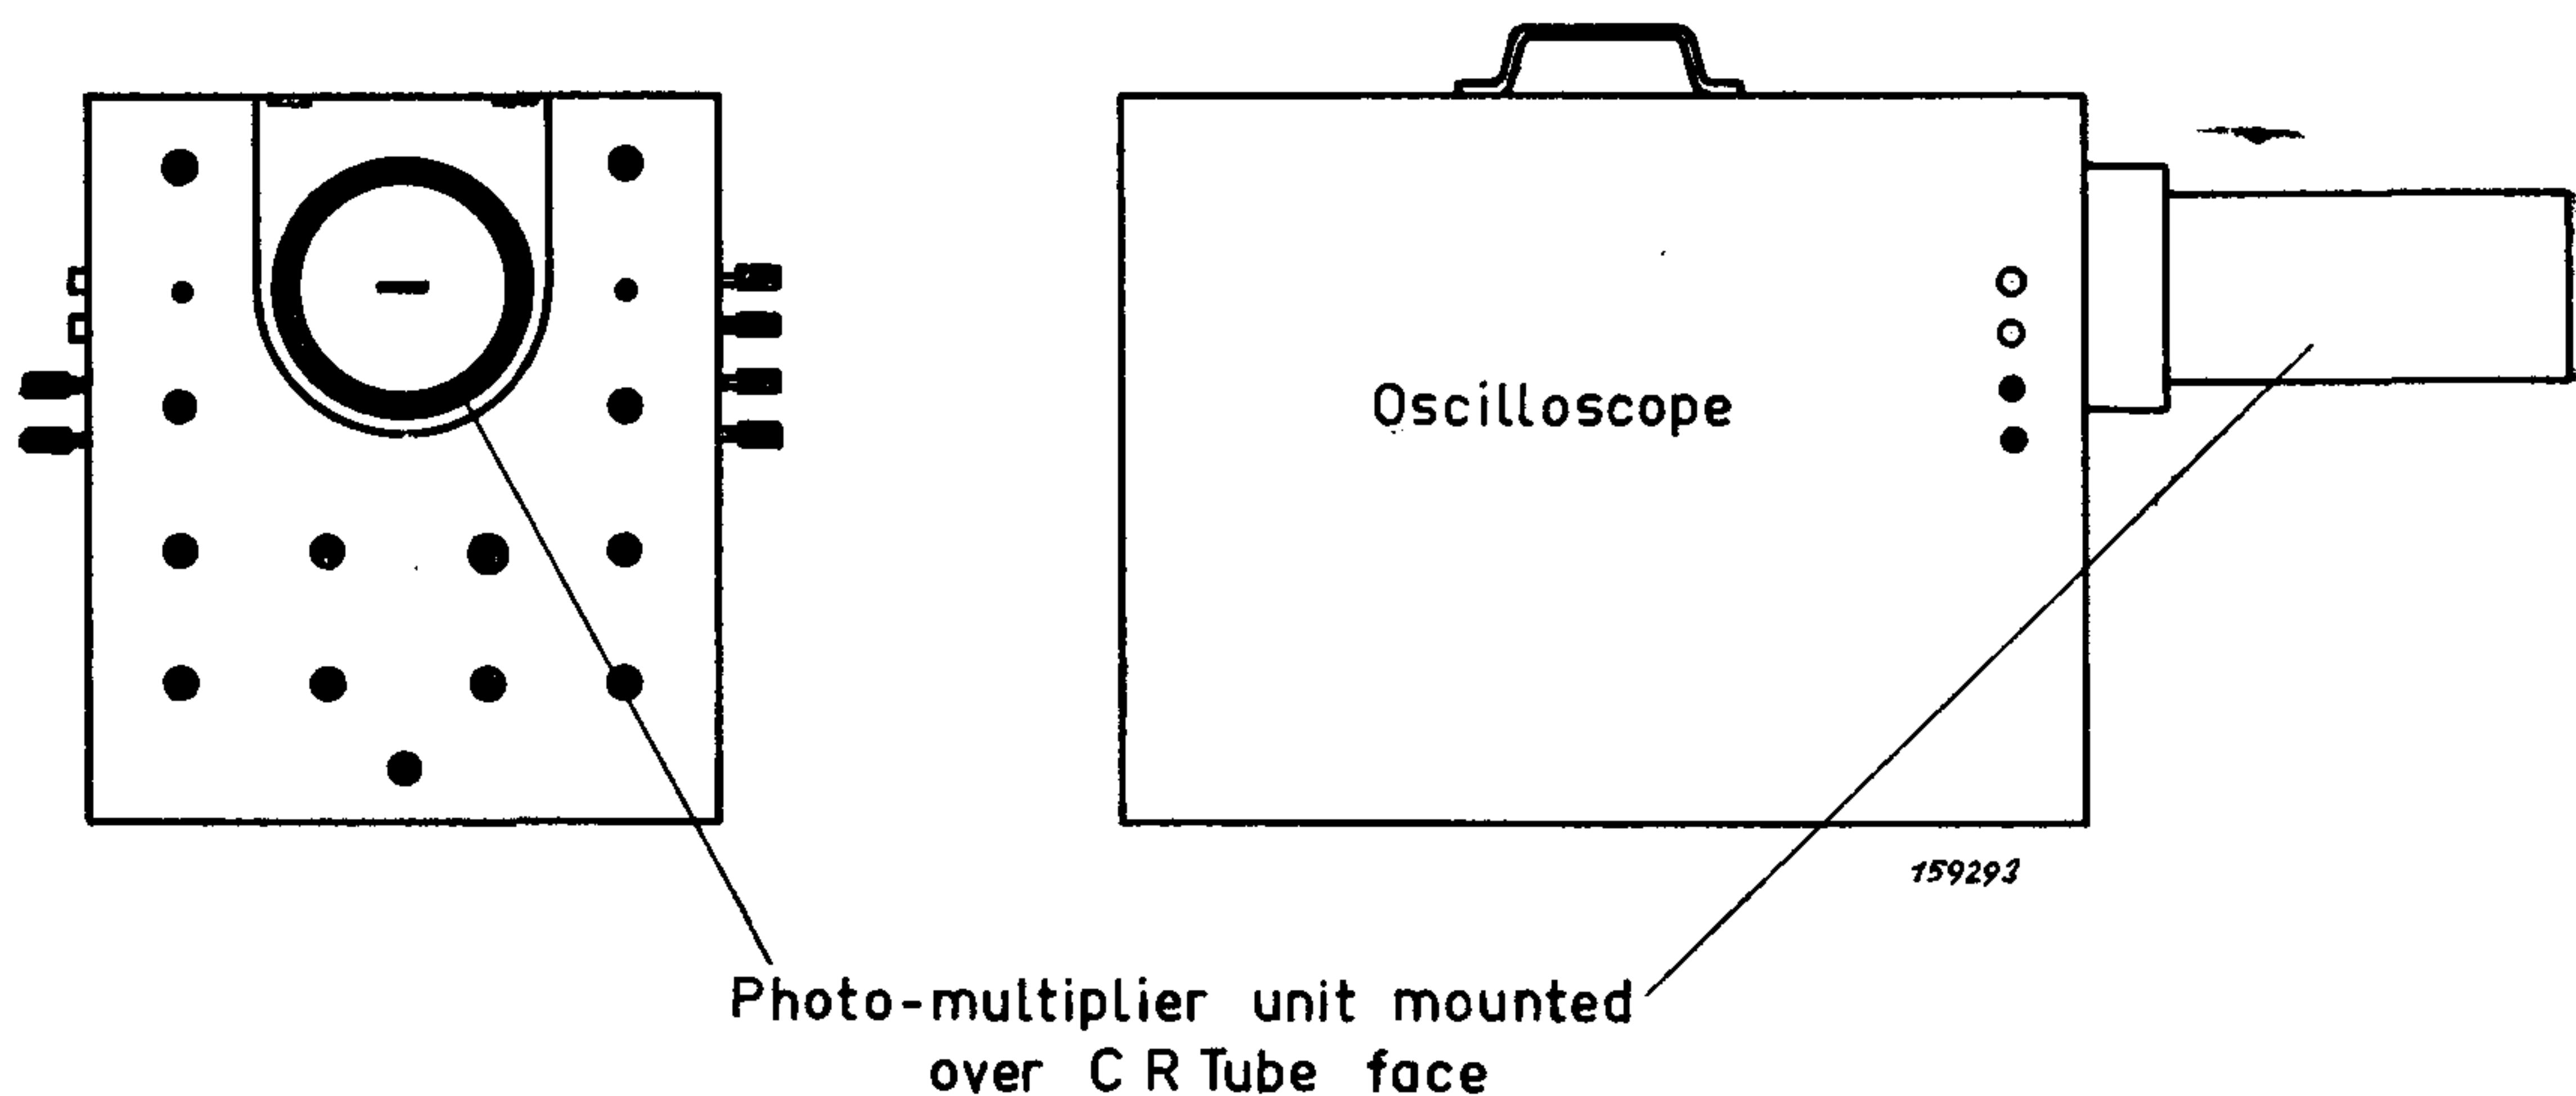 Oscilloscope
159293
Photo-multiplier unit mounted
over C R Tube face